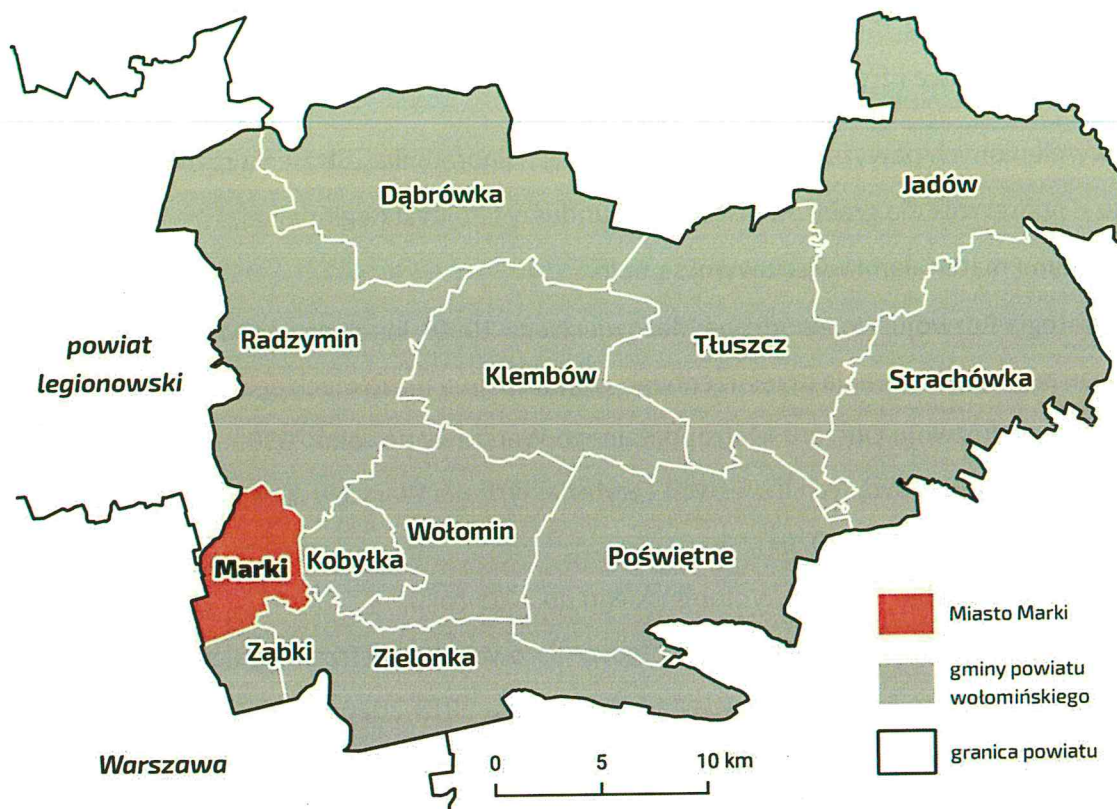 Dąbrówka
Jadów
Radzymin
powiat
legionowski
Klembów
Tłuszcz
Strachówka
Wołomin
Kobyłka
Marki
Poświętne
Ząbki
Zielonka
Miasto Marki
gminy powiatu
wołomińskiego
granica powiatu
Warszawa
0 5 10 km